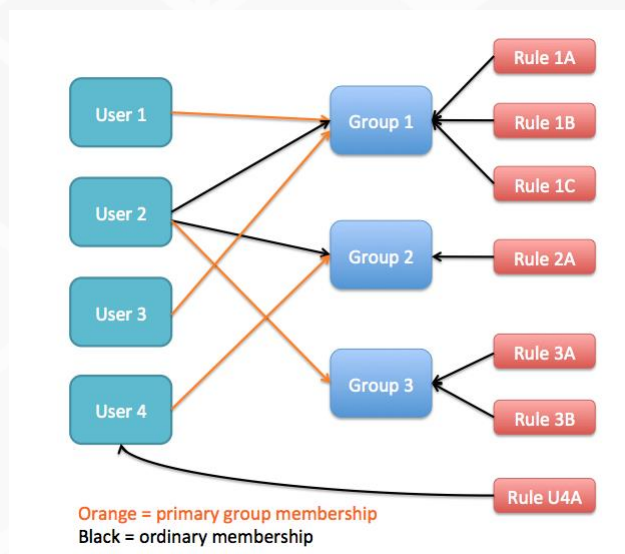 Rule 1A
User 1
Group 1
Rule 1B
Rule 1C
User 2
Group 2
Rule 2A
User 3
Rule 3A
Group 3
User 4
Rule 3B
Rule U4A
Orange = primary group membership
Black = ordinary membership